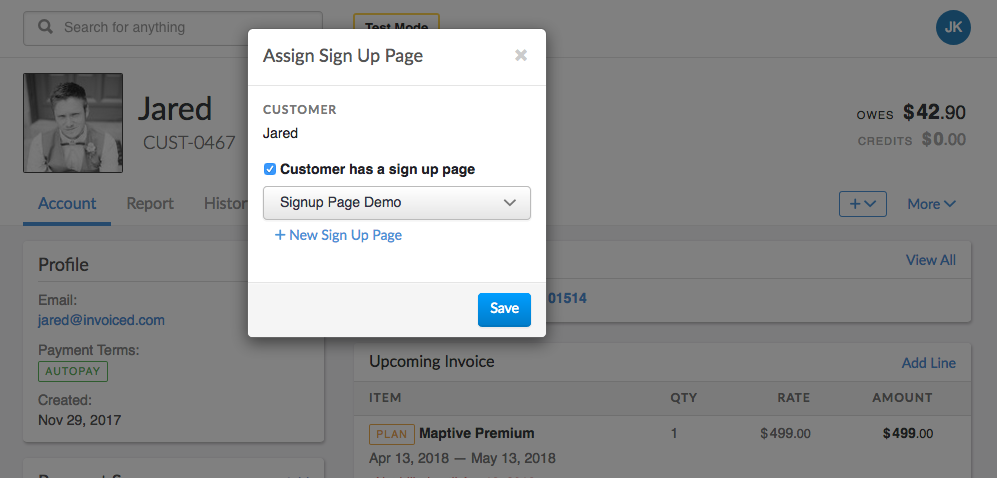 Search for anything
Test Mode
JK
Assign Sign Up Page
×
Jared
CUST-0467
OWES $42.90
CREDITS $0.00
CUSTOMER
Jared
Customer has a sign up page
Signup Page Demo
+ New Sign Up Page
Save
Account Report Histor
+ More
Profile
Email:
jared@invoiced.com
Payment Terms:
AUTOPAY
Created:
Nov 29, 2017
View All
01514
Upcoming Invoice
Add Line
ITEM QTY RATE AMOUNT
PLAN Maptive Premium 1 $499.00 $499.00
Apr 13, 2018 — May 13, 2018